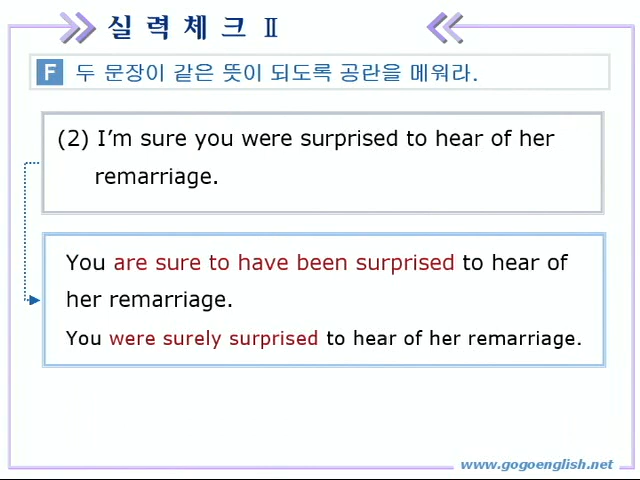 실 력 체 크 Ⅱ
F 두 문장이 같은 뜻이 되도록 공란을 메워라.
(2) I’m sure you were surprised to hear of her
remarriage.
You are sure to have been surprised to hear of
her remarriage.
You were surely surprised to hear of her remarriage.
www.gogoenglish.net